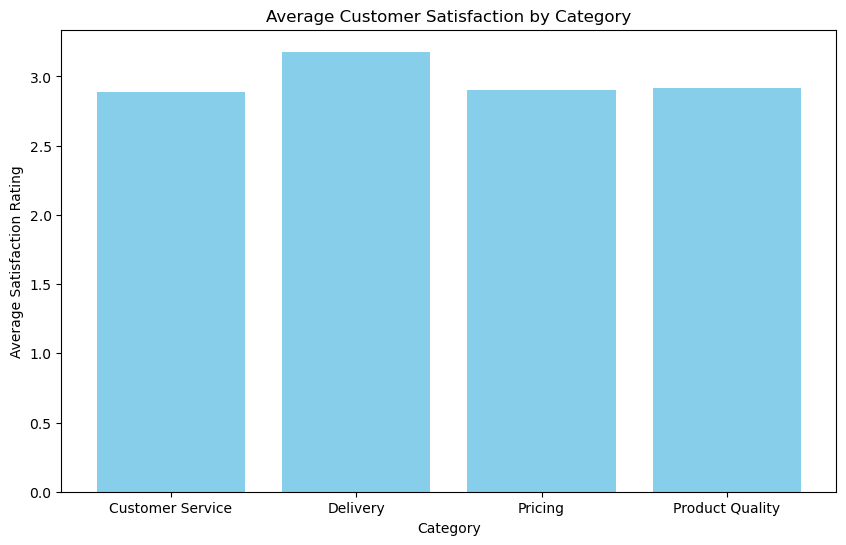 Average Customer Satisfaction by Category
Average Satisfaction Rating
3.0
2.5
2.0
1.5
1.0
0.5
0.0
Customer Service Delivery Pricing Product Quality
Category